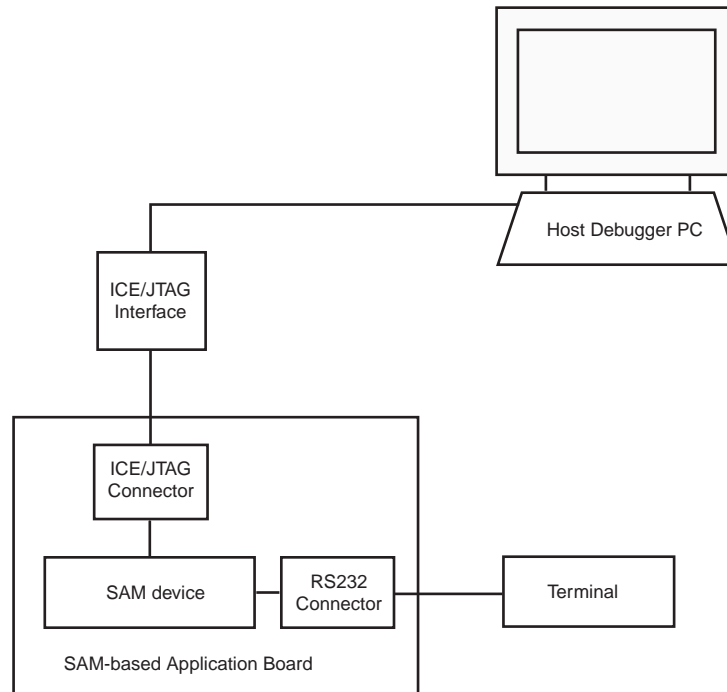 Host Debugger PC
ICE/JTAG
Interface
ICE/JTAG
Connector
SAM device
RS232
Connector
Terminal
SAM-based Application Board